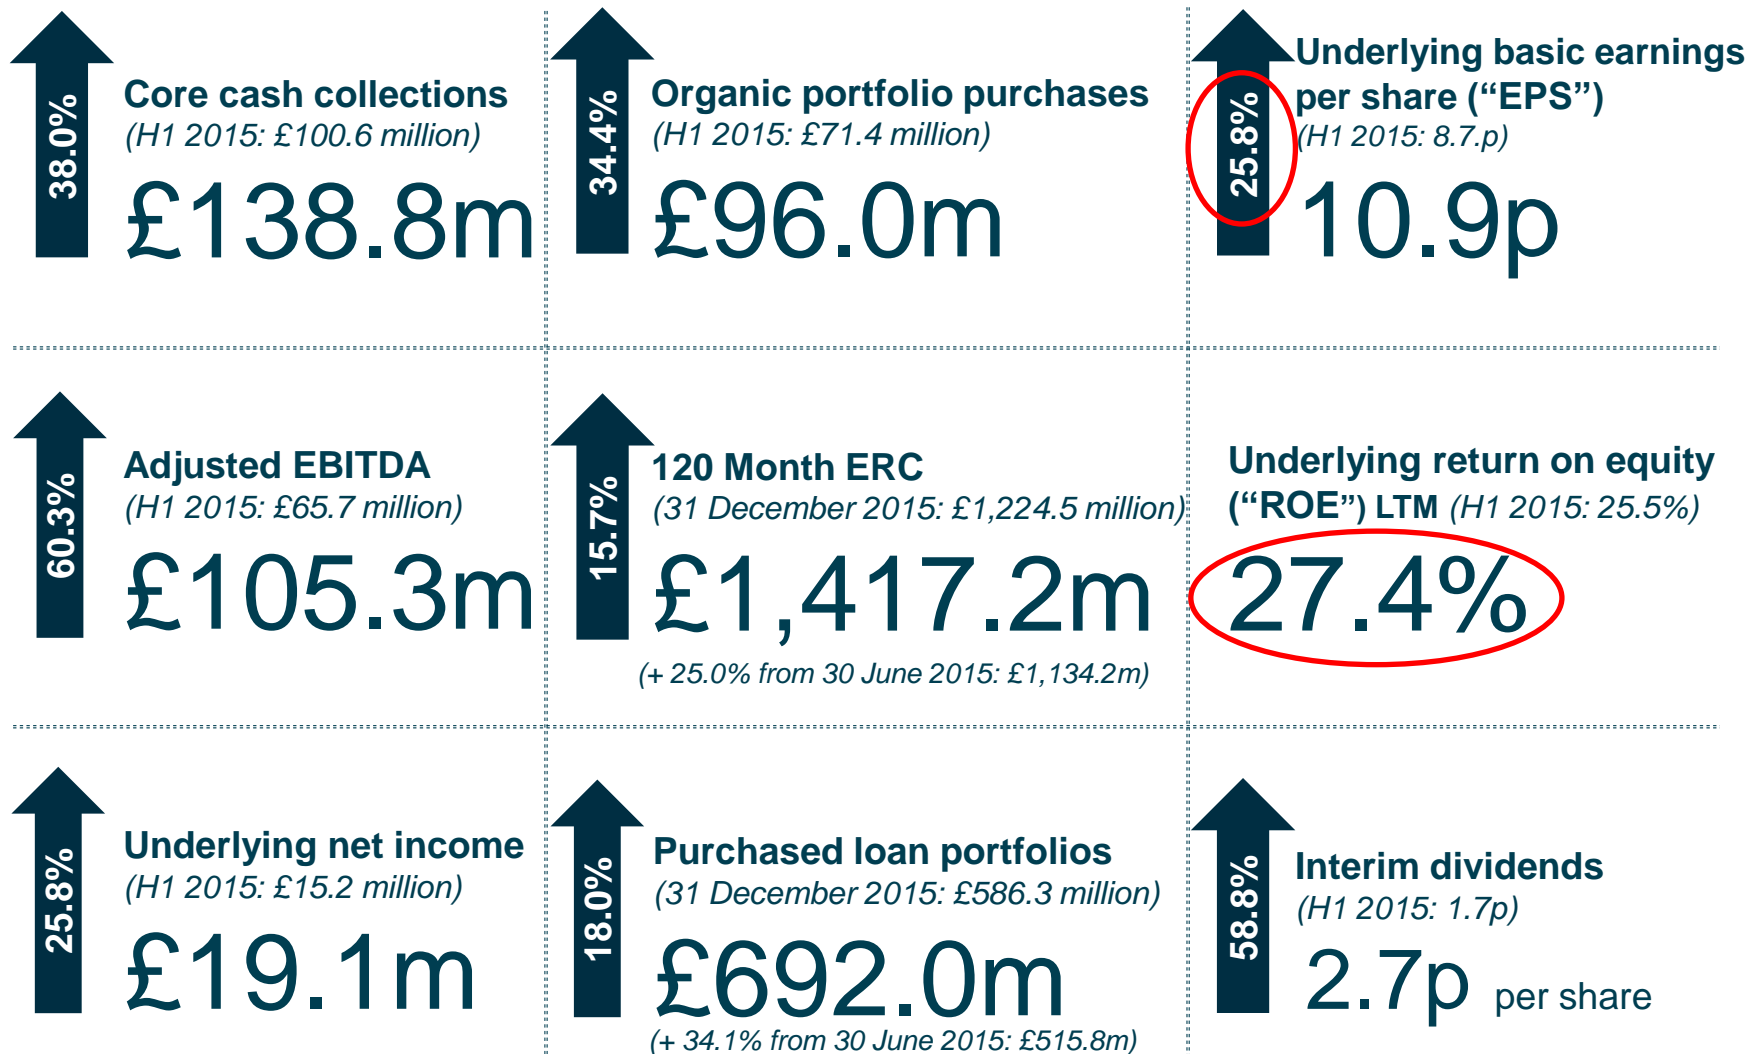 38.0%
Core cash collections
(H1 2015: £100.6 million)
£138.8m
34.4%
Organic portfolio purchases
(H1 2015: £71.4 million)
£96.0m
25.8%
Underlying basic earnings
per share (“EPS”)
(H1 2015: 8.7.p)
10.9p
60.3%
Adjusted EBITDA
(H1 2015: £65.7 million)
£105.3m
15.7%
120 Month ERC
(31 December 2015: £1,224.5 million)
£1,417.2m
(+ 25.0% from 30 June 2015: £1,134.2m)
Underlying return on equity
(“ROE”) LTM (H1 2015: 25.5%)
27.4%
25.8%
Underlying net income
(H1 2015: £15.2 million)
£19.1m
18.0%
Purchased loan portfolios
(31 December 2015: £586.3 million)
£692.0m
(+ 34.1% from 30 June 2015: £515.8m)
58.8%
Interim dividends
(H1 2015: 1.7p)
2.7p per share